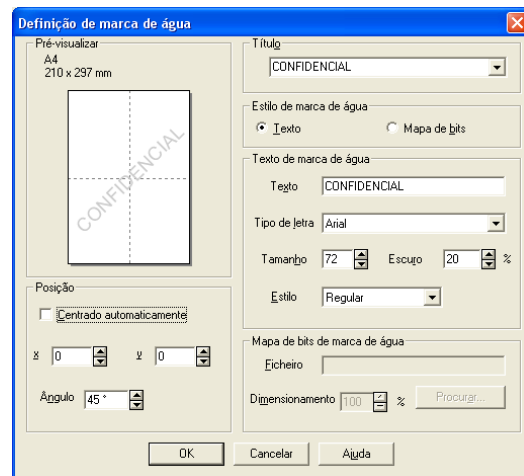 Definição de marca de água
Pré-visualizar
A4
210 x 297 mm
CONFIDENCIAL
Posição
Centrado automaticamente
x 0 y 0
Ângulo 45 °
Título
CONFIDENCIAL
Estilo de marca de água
Texto Mapa de bits
Texto de marca de água
Texto CONFIDENCIAL
Tipo de letra Arial
Tamanho 72 Escuro 20 %
Estilo Regular
Mapa de bits de marca de água
Ficheiro
Dimensionamento 100 % Procurar...
OK Cancelar Ajuda